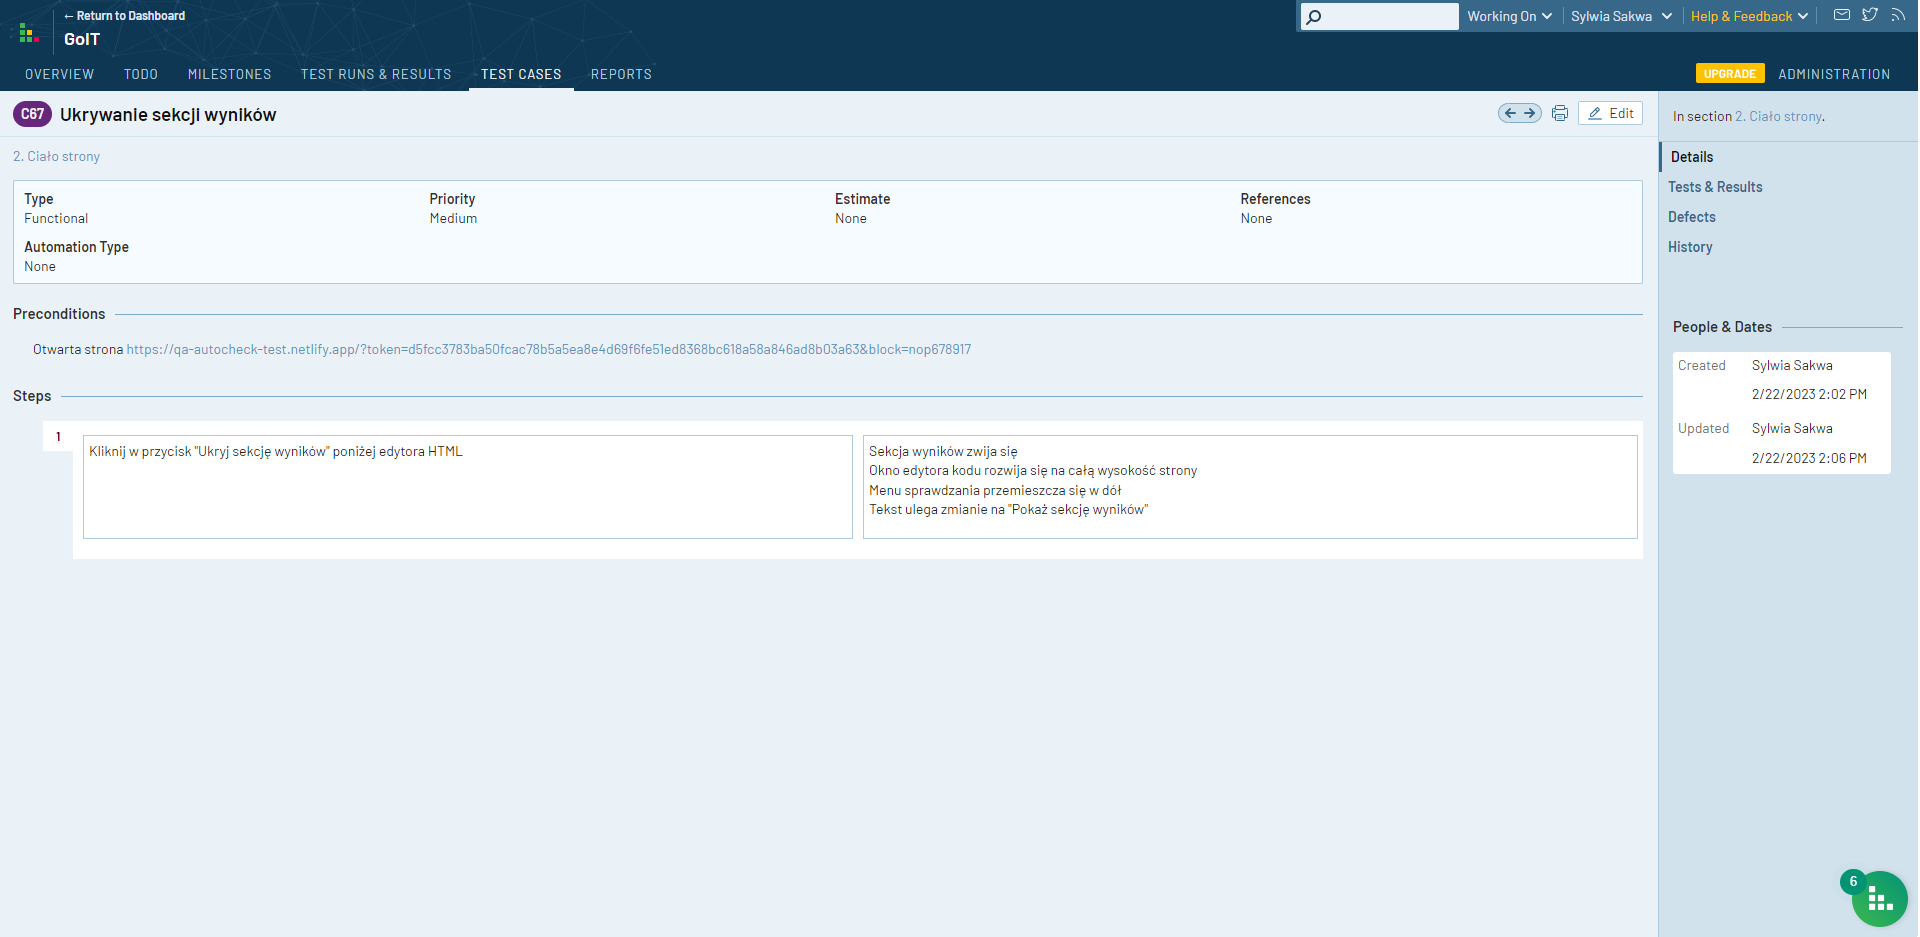 ← Return to Dashboard
GoIT
Working On
Sylwia Sakwa
Help & Feedback
OVERVIEW
TODO
MILESTONES
TEST RUNS & RESULTS
TEST CASES
REPORTS
UPGRADE
ADMINISTRATION
C67 Ukrywanie sekcji wyników
Edit
2. Ciało strony
Type
Functional
Priority
Medium
Estimate
None
References
None
Automation Type
None
Preconditions
Otwarta strona https://qa-autocheck-test.netlify.app/?token=d5fcc3783ba50fcac78b5a5ea8e4d69f6fe51ed8368bc618a58a846ad8b03a63&block=nop678917
Steps
1
Kliknij w przycisk "Ukryj sekcję wyników" poniżej edytora HTML
Sekcja wyników zwija się
Okno edytora kodu rozwija się na całą wysokość strony
Menu sprawdzania przemieszcza się w dół
Tekst ulega zmianie na "Pokaż sekcję wyników"
In section 2. Ciało strony.
Details
Tests & Results
Defects
History
People & Dates
Created Sylwia Sakwa
2/22/2023 2:02 PM
Updated Sylwia Sakwa
2/22/2023 2:06 PM
6